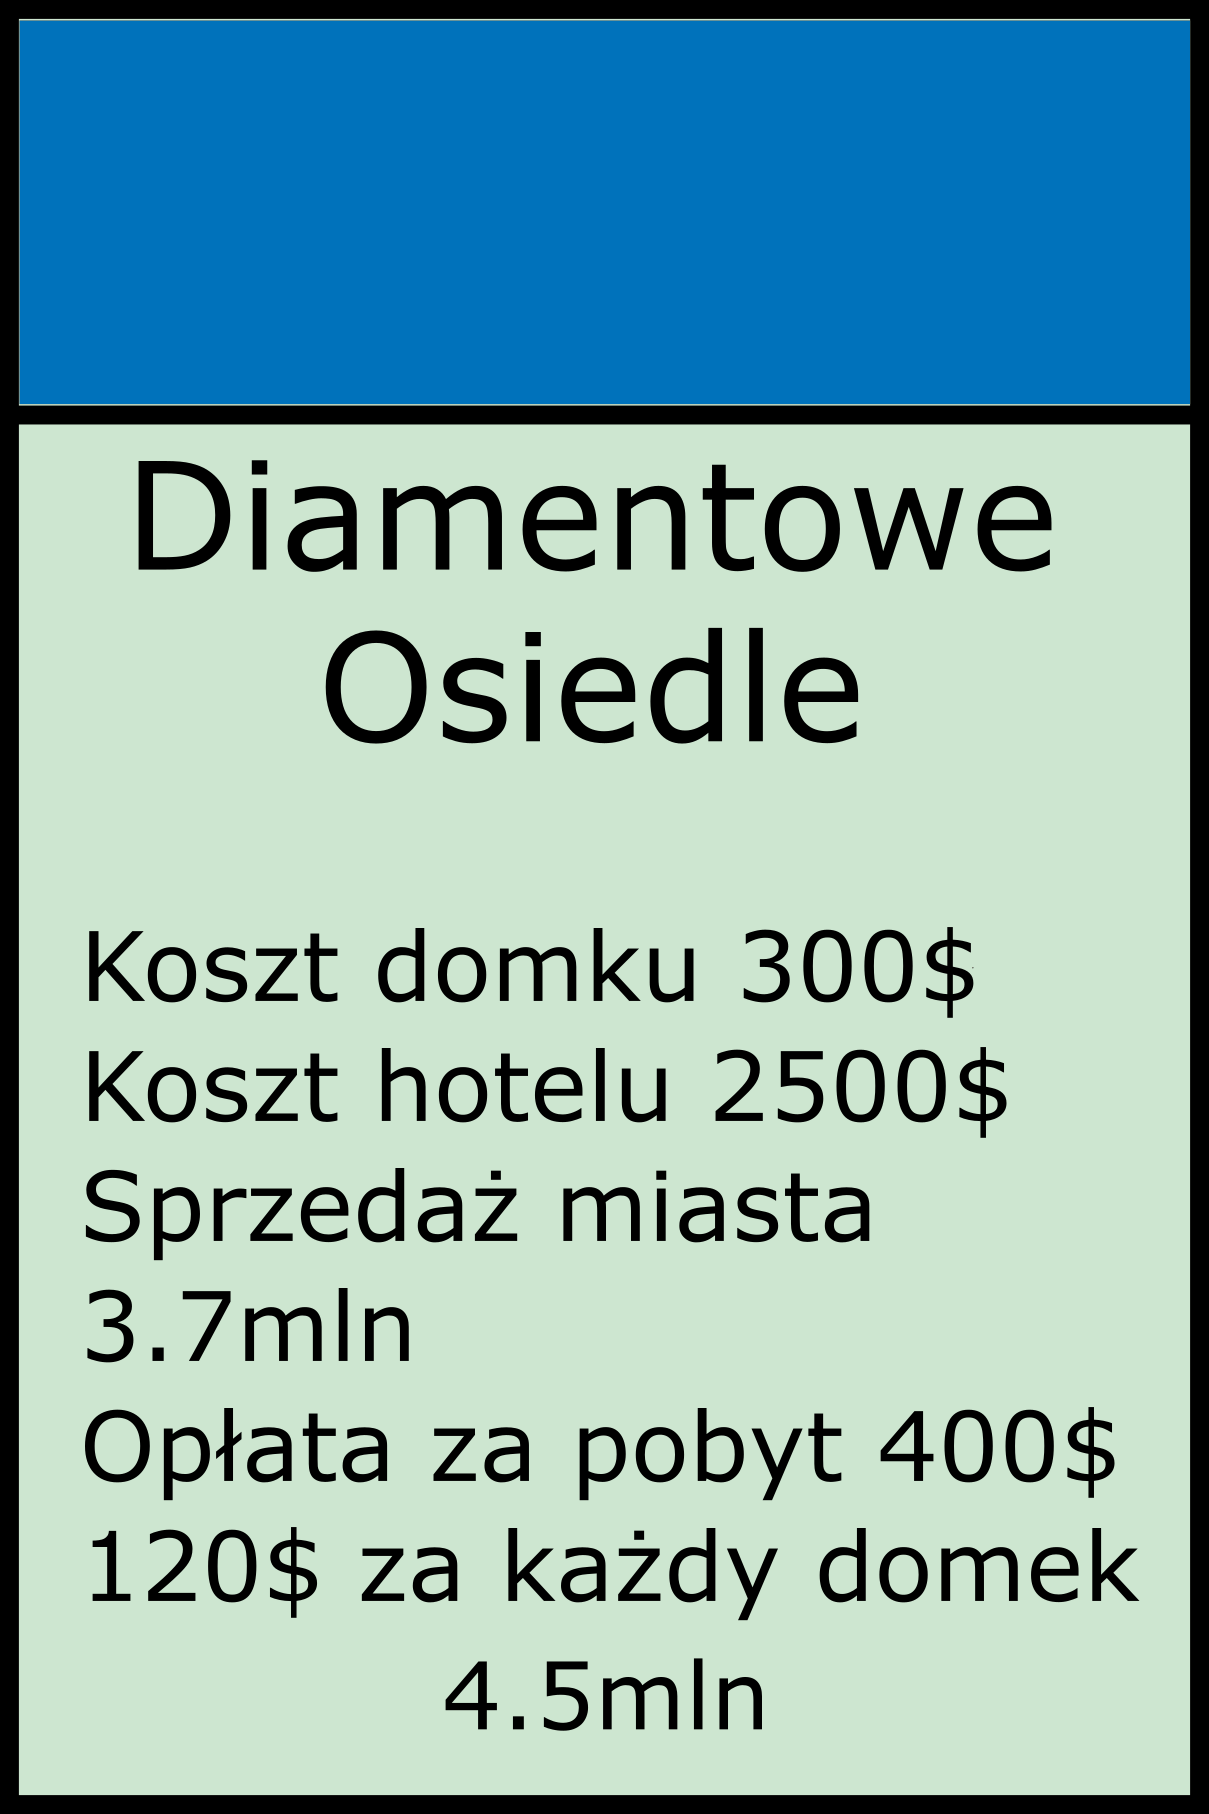 Diamentowe
Osiedle
Koszt domku 300$
Koszt hotelu 2500$
Sprzedaż miasta
3.7mln
Opłata za pobyt 400$
120$ za każdy domek
4.5mln